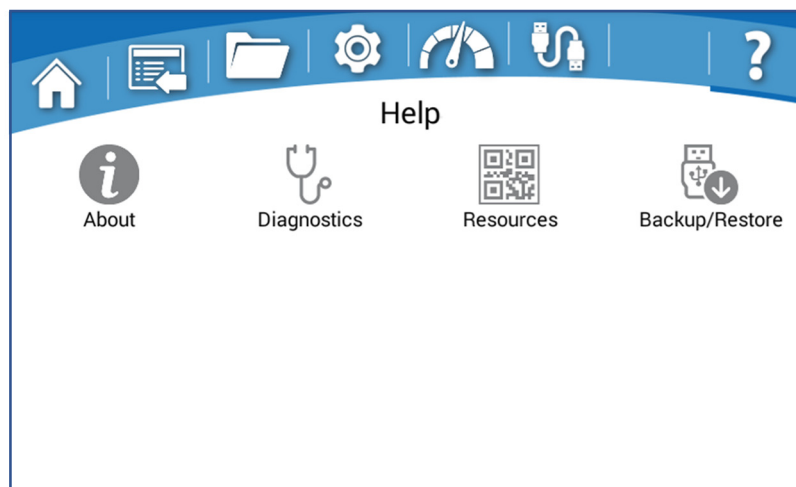 Help
About
Diagnostics
Resources
Backup/Restore